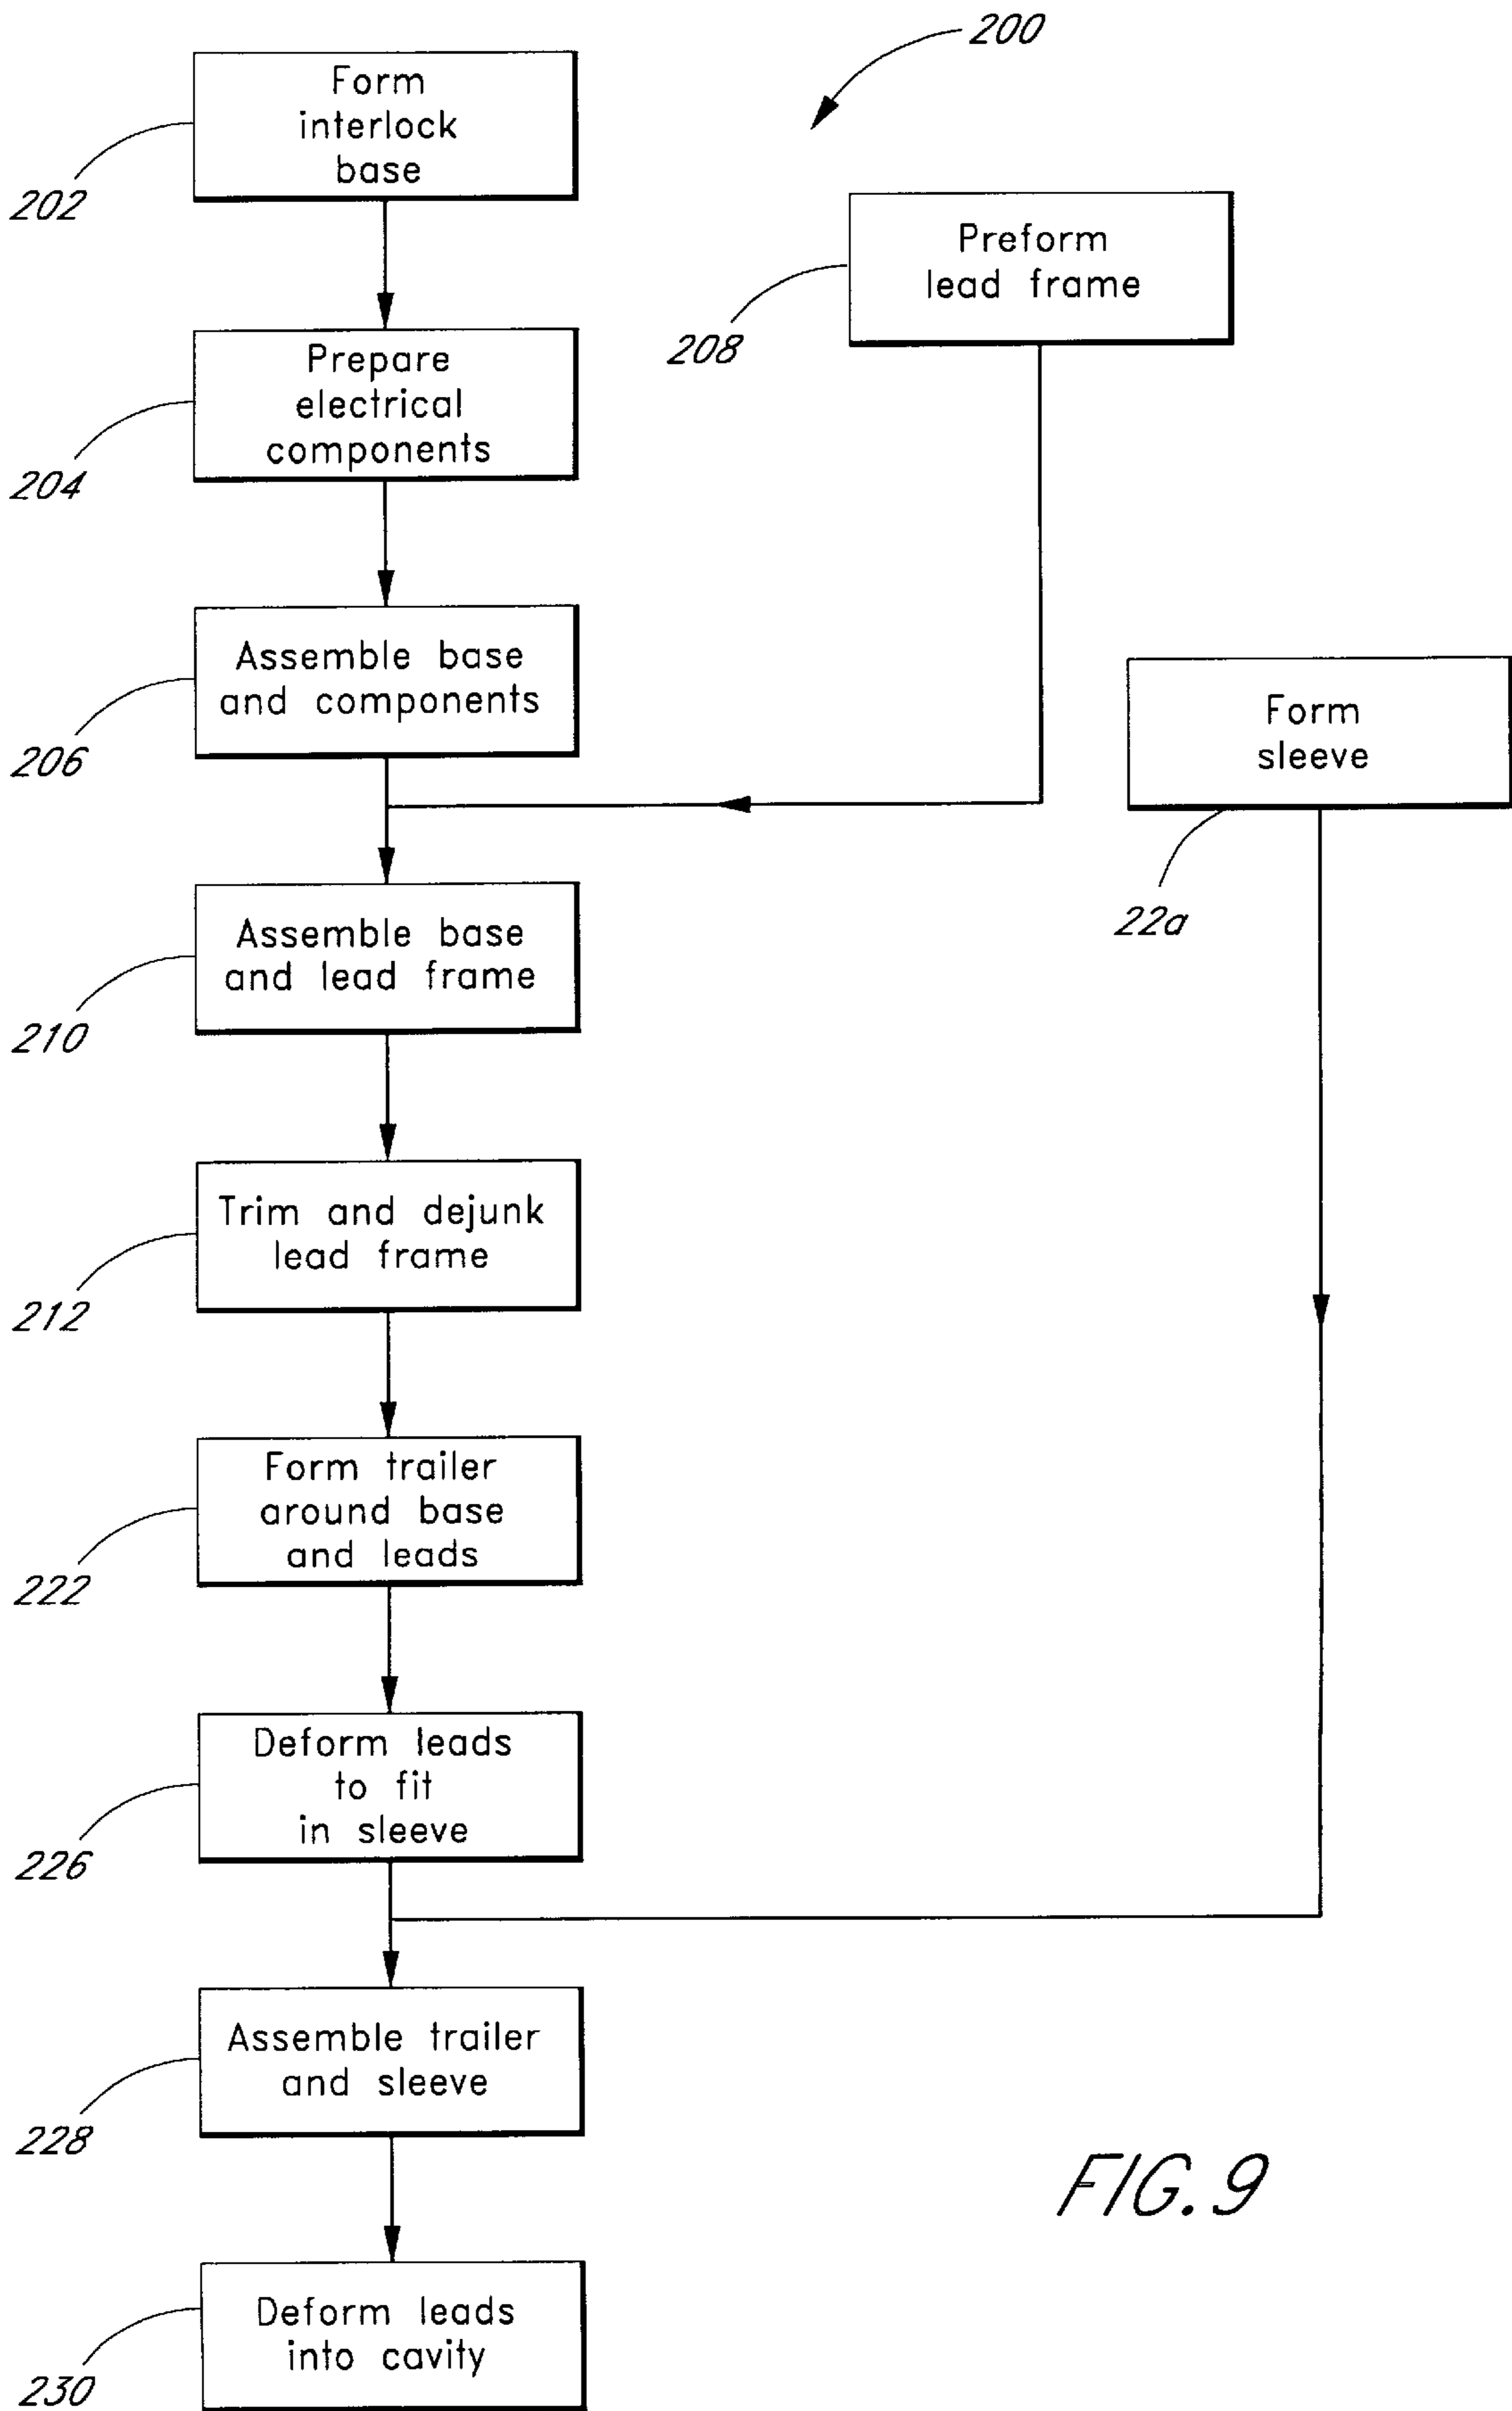 200
Form
interlock
base
202
Preform
lead frame
208
Prepare
electrical
components
204
Assemble base
and components
206
Form
sleeve
22a
Assemble base
and lead frame
210
Trim and dejunk
lead frame
212
Form trailer
around base
and leads
222
Deform leads
to fit
in sleeve
226
Assemble trailer
and sleeve
228
Deform leads
into cavity
230
FIG. 9